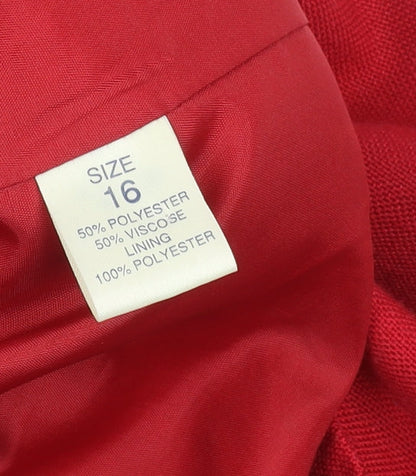 SIZE
16
50% POLYESTER
50% VISCOSE
LINING
100% POLYESTER